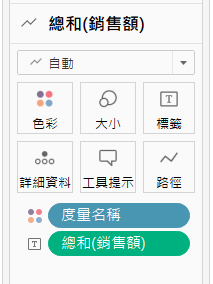 總和(銷售額)
自動
色彩 大小 標籤
詳細資料 工具提示 路徑
度量名稱
T 總和(銷售額)